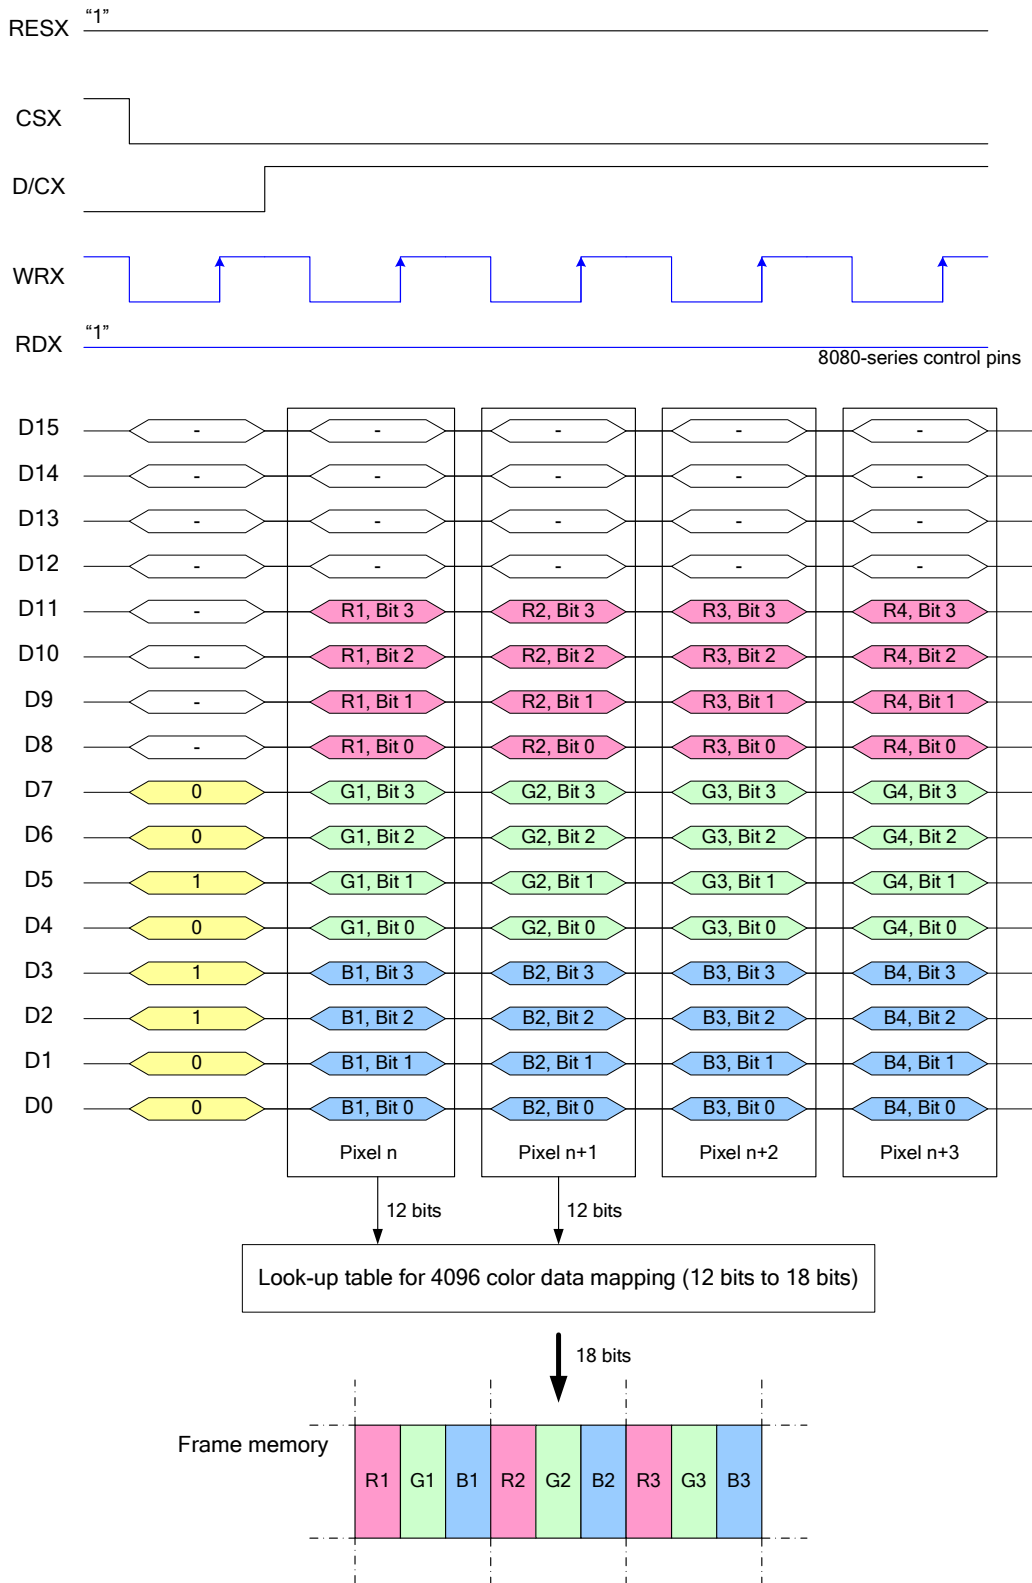 RESX “1”
CSX
D/CX
WRX
RDX “1”
8080-series control pins
D15 - - - - -
D14 - - - - -
D13 - - - - -
D12 - - - - -
D11 - R1, Bit 3 R2, Bit 3 R3, Bit 3 R4, Bit 3
D10 - R1, Bit 2 R2, Bit 2 R3, Bit 2 R4, Bit 2
D9 - R1, Bit 1 R2, Bit 1 R3, Bit 1 R4, Bit 1
D8 - R1, Bit 0 R2, Bit 0 R3, Bit 0 R4, Bit 0
D7 0 G1, Bit 3 G2, Bit 3 G3, Bit 3 G4, Bit 3
D6 0 G1, Bit 2 G2, Bit 2 G3, Bit 2 G4, Bit 2
D5 1 G1, Bit 1 G2, Bit 1 G3, Bit 1 G4, Bit 1
D4 0 G1, Bit 0 G2, Bit 0 G3, Bit 0 G4, Bit 0
D3 1 B1, Bit 3 B2, Bit 3 B3, Bit 3 B4, Bit 3
D2 1 B1, Bit 2 B2, Bit 2 B3, Bit 2 B4, Bit 2
D1 0 B1, Bit 1 B2, Bit 1 B3, Bit 1 B4, Bit 1
D0 0 B1, Bit 0 B2, Bit 0 B3, Bit 0 B4, Bit 0
Pixel n Pixel n+1 Pixel n+2 Pixel n+3
12 bits 12 bits
Look-up table for 4096 color data mapping (12 bits to 18 bits)
18 bits
Frame memory
R1 G1 B1 R2 G2 B2 R3 G3 B3